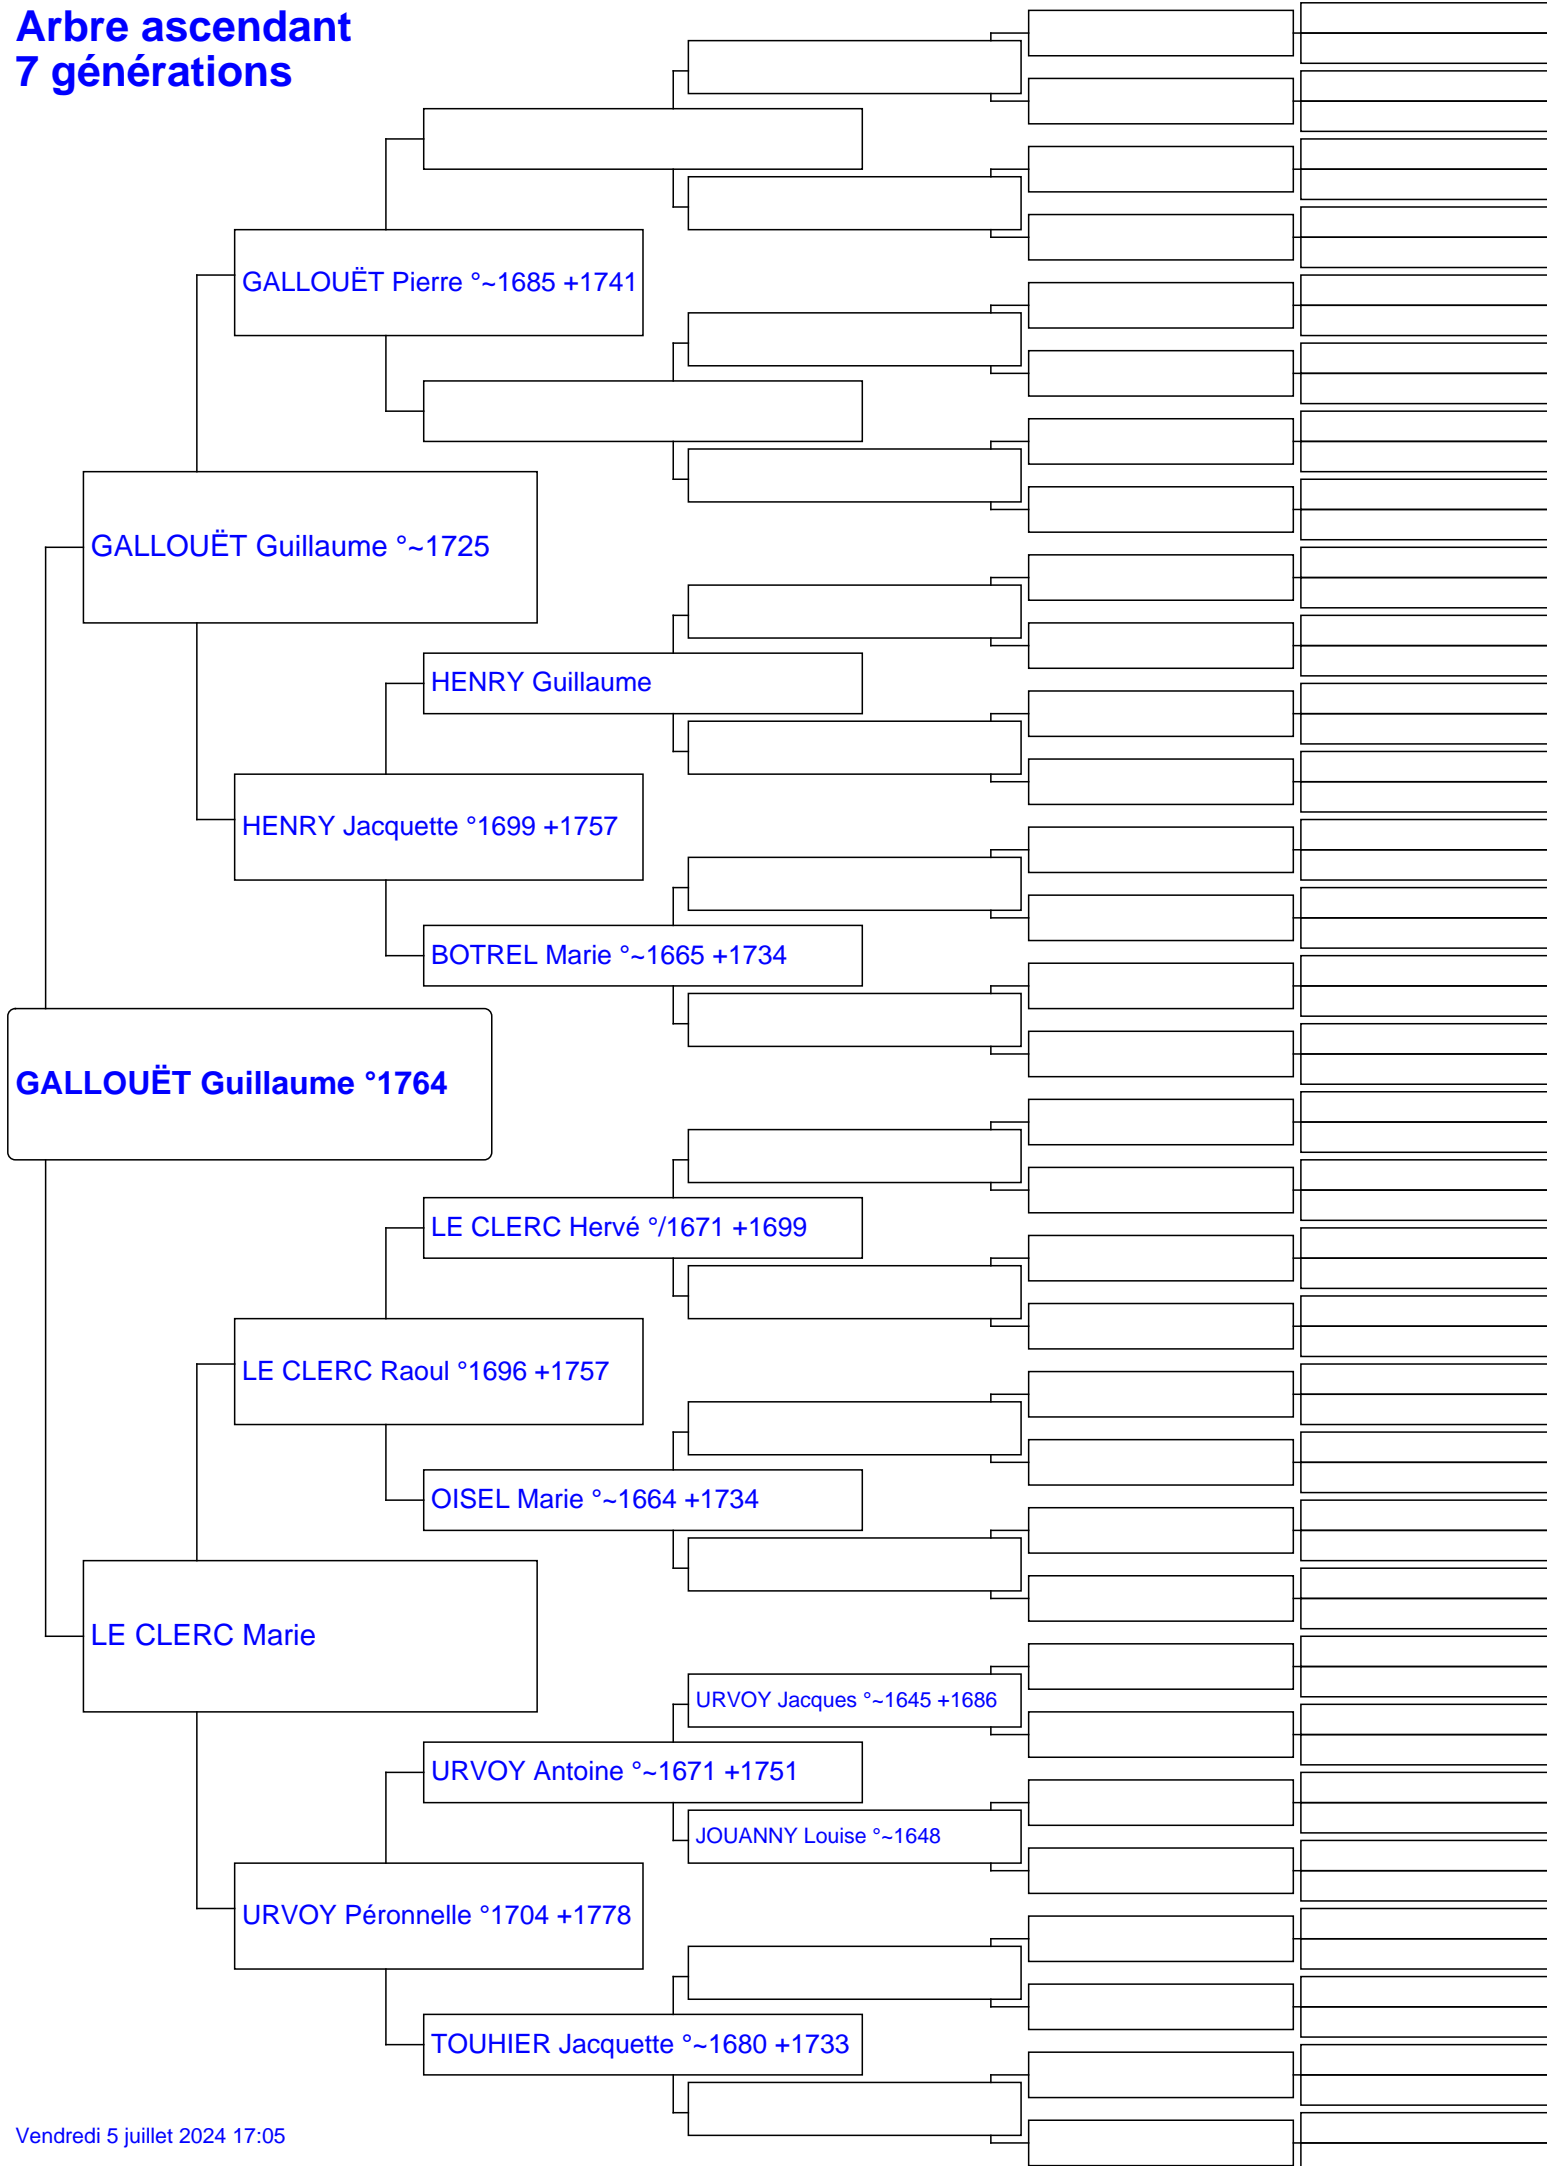 Arbre ascendant
7 générations
GALLOUËT Pierre °~1685 +1741
GALLOUËT Guillaume °~1725
HENRY Guillaume
HENRY Jacquette °1699 +1757
BOTREL Marie °~1665 +1734
GALLOUËT Guillaume °1764
LE CLERC Hervé °/1671 +1699
LE CLERC Raoul °1696 +1757
OISEL Marie °~1664 +1734
LE CLERC Marie
URVOY Jacques °~1645 +1686
URVOY Antoine °~1671 +1751
JOUANNY Louise °~1648
URVOY Péronnelle °1704 +1778
TOUHIER Jacquette °~1680 +1733
Vendredi 5 juillet 2024 17:05